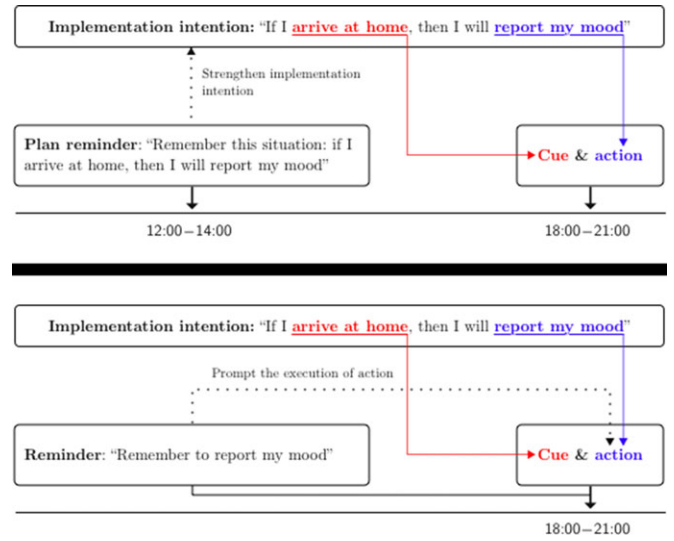 Implementation intention: “If I arrive at home, then I will report my mood”
Strengthen implementation
intention
Plan reminder: “Remember this situation: if I
arrive at home, then I will report my mood”
Cue & action
12:00–14:00
18:00–21:00
Implementation intention: “If I arrive at home, then I will report my mood”
Prompt the execution of action
Reminder: “Remember to report my mood”
Cue & action
18:00–21:00